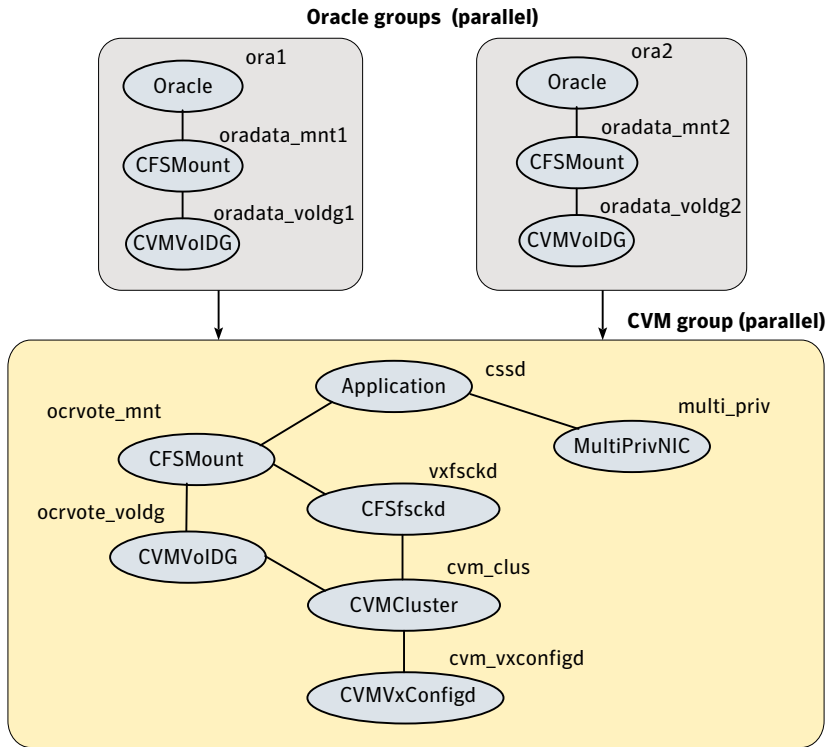 Oracle groups (parallel)
ora1
Oracle
oradata_mnt1
CFSMount
oradata_voldg1
CVMVolDG
ora2
Oracle
oradata_mnt2
CFSMount
oradata_voldg2
CVMVolDG
CVM group (parallel)
cssd
Application
ocrvote_mnt
multi_priv
MultiPrivNIC
CFSMount
vxfsckd
CFSfsckd
ocrvote_voldg
CVMVolDG
cvm_clus
CVMCluster
cvm_vxconfigd
CVMVxConfigd